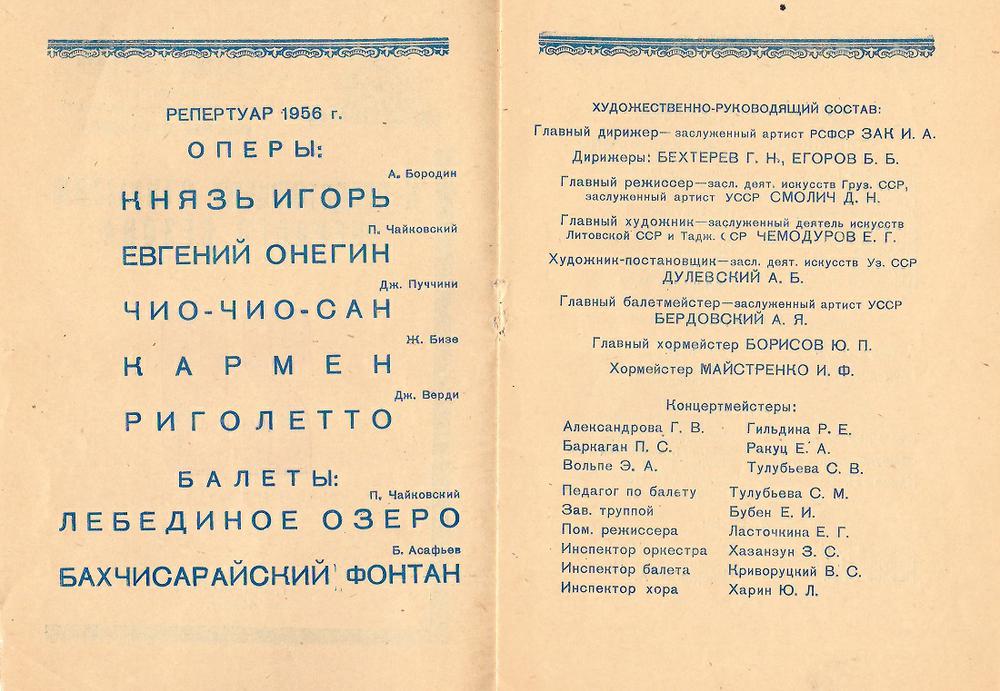 РЕПЕРТУАР 1956 г.
ОПЕРЫ:
А. Бородин
КНЯЗЬ ИГОРЬ
П. Чайковский
ЕВГЕНИЙ ОНЕГИН
Дж. Пуччини
ЧИО-ЧИО-САН
Ж. Бизе
КАРМЕН
Дж. Верди
РИГОЛЕТТО
БАЛЕТЫ:
П. Чайковский
ЛЕБЕДИНОЕ ОЗЕРО
Б. Асафьев
БАХЧИСАРАЙСКИЙ ФОНТАН
ХУДОЖЕСТВЕННО-РУКОВОДЯЩИЙ СОСТАВ:
Главный дирижер— заслуженный артист РСФСР ЗАК И. А.
Дирижеры: БЕХТЕРЕВ Г. Н., ЕГОРОВ Б. Б.
Главный режиссер—засл. деят. искусств Груз. ССР,
заслуженный артист УССР СМОЛИЧ Д. Н.
Главный художник—заслуженный деятель искусств
Литовской ССР и Тадж. ССР ЧЕМОДУРОВ Е. Г.
Художник-постановщик—засл. деят. искусств Уз. ССР
ДУЛЕВСКИЙ А. Б.
Главный балетмейстер—заслуженный артист УССР
БЕРДОВСКИЙ А. Я.
Главный хормейстер БОРИСОВ Ю. П.
Хормейстер МАЙСТРЕНКО И. Ф.
Концертмейстеры:
Александрова Г. В. Гильдина Р. Е.
Баркаган П. С. Ракуц Е. А.
Вольпе Э. А. Тулубьева С. В.
Педагог по балету Тулубьева С. М.
Зав. труппой Бубен Е. И.
Пом. режиссера Ласточкина Е. Г.
Инспектор оркестра Хазанзун З. С.
Инспектор балета Криворуцкий В. С.
Инспектор хора Харин Ю. Л.